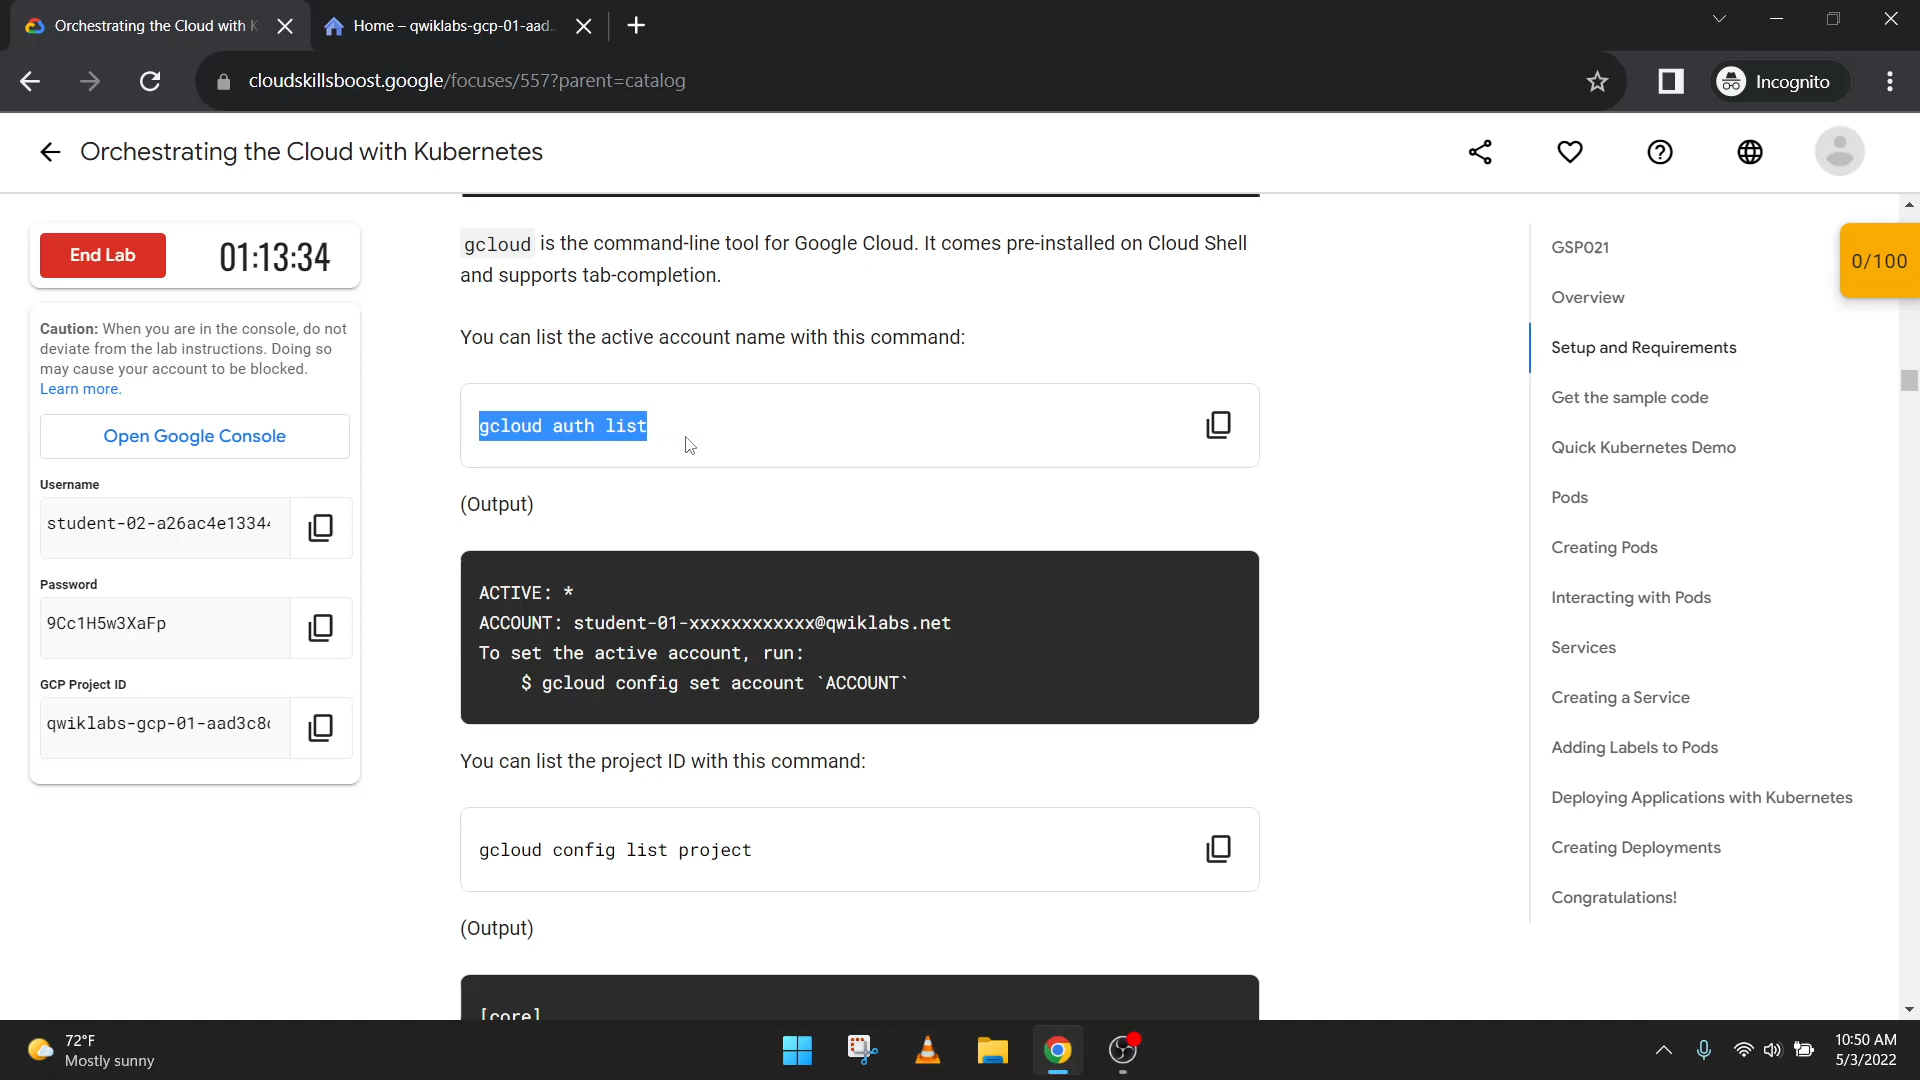 Orchestrating the Cloud with K
Home – qwiklabs-gcp-01-aad..
cloudskillsboost.google/focuses/557?parent=catalog
Incognito
Orchestrating the Cloud with Kubernetes
End Lab
01:13:34
Caution: When you are in the console, do not
deviate from the lab instructions. Doing so
may cause your account to be blocked.
Learn more.
Open Google Console
Username
student-02-a26ac4e1334
Password
9Cc1H5w3XaFp
GCP Project ID
qwiklabs-gcp-01-aad3c8
gcloud is the command-line tool for Google Cloud. It comes pre-installed on Cloud Shell
and supports tab-completion.
You can list the active account name with this command:
gcloud auth list
(Output)
ACTIVE: *
ACCOUNT: student-01-xxxxxxxxxxxx@qwiklabs.net
To set the active account, run:
$ gcloud config set account `ACCOUNT`
You can list the project ID with this command:
gcloud config list project
(Output)
[core]
GSP021
Overview
Setup and Requirements
Get the sample code
Quick Kubernetes Demo
Pods
Creating Pods
Interacting with Pods
Services
Creating a Service
Adding Labels to Pods
Deploying Applications with Kubernetes
Creating Deployments
Congratulations!
0/100
72°F
Mostly sunny
10:50 AM
5/3/2022